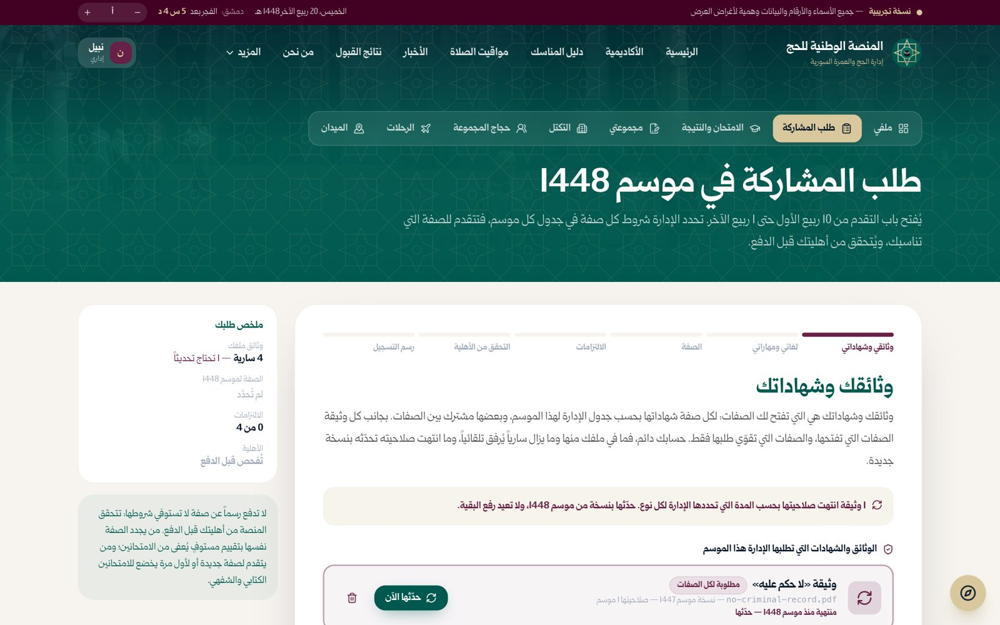 نسخة تجريبية — جميع الأسماء والأرقام والبيانات وهمية لأغراض العرض
الخميس، 20 ربيع الآخر 1448 هـ دمشق: الفجر بعد 5 س 4 د
− أ +
المنصة الوطنية للحج
إدارة الحج والعمرة السورية
الرئيسية الأكاديمية دليل المناسك مواقيت الصلاة الأخبار نتائج القبول من نحن المزيد
ن نبيل
إداري
ملفي طلب المشاركة الامتحان والنتيجة مجموعتي التكتل حجاج المجموعة الرحلات الميدان
طلب المشاركة في موسم 1448
يُفتح باب التقدم من 10 ربيع الأول حتى 1 ربيع الآخر. تحدد الإدارة شروط كل صفة في جدول كل موسم، فتتقدم للصفة التي
تناسبك، ويُتحقق من أهليتك قبل الدفع.
وثائقي وشهاداتي لغاتي ومهاراتي الصفة الالتزامات التحقق من الأهلية رسم التسجيل
وثائقك وشهاداتك
وثائقك وشهاداتك هي التي تفتح لك الصفات: لكل صفة شهاداتها بحسب جدول الإدارة لهذا الموسم، وبعضها مشترك بين الصفات. بجانب كل وثيقة
الصفات التي تفتحها، والصفات التي تقوّي طلبها فقط. حسابك دائم، فما في ملفك منها وما يزال سارياً يُرفق تلقائياً، وما انتهت صلاحيته تحدّثه بنسخة
جديدة.
1 وثيقة انتهت صلاحيتها بحسب المدة التي تحددها الإدارة لكل نوع. حدّثها بنسخة من موسم 1448، ولا تعيد رفع البقية.
الوثائق والشهادات التي تطلبها الإدارة هذا الموسم
وثيقة «لا حكم عليه» مطلوبة لكل الصفات
no-criminal-record.pdf — نسخة موسم 1447 — صلاحيتها 1 موسم
منتهية منذ موسم 1448 — حدّثها
حدّثها الآن
ملخص طلبك
وثائق ملفك
4 سارية — 1 تحتاج تحديثاً
الصفة لموسم 1448
لم تُحدَّد
الالتزامات
0 من 4
الأهلية
تُفحص قبل الدفع
لا تدفع رسماً عن صفة لا تستوفي شروطها: تتحقق
المنصة من أهليتك قبل الدفع. من يجدد الصفة
نفسها بتقييم مستوفٍ يُعفى من الامتحانين؛ ومن
يتقدم لصفة جديدة أو لأول مرة يخضع للامتحانين
الكتابي والشفهي.